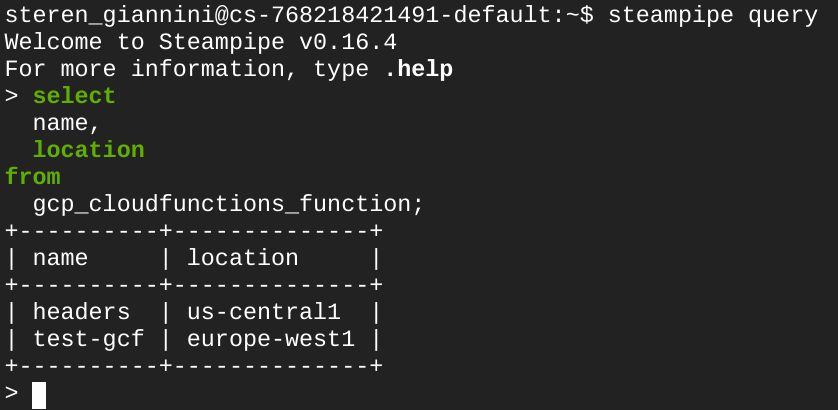 steren_giannini@cs-768218421491-default:~$ steampipe query
Welcome to Steampipe v0.16.4
For more information, type .help
> select
  name,
  location
from
  gcp_cloudfunctions_function;
+----------+--------------+
| name     | location     |
+----------+--------------+
| headers  | us-central1  |
| test-gcf | europe-west1 |
+----------+--------------+
>